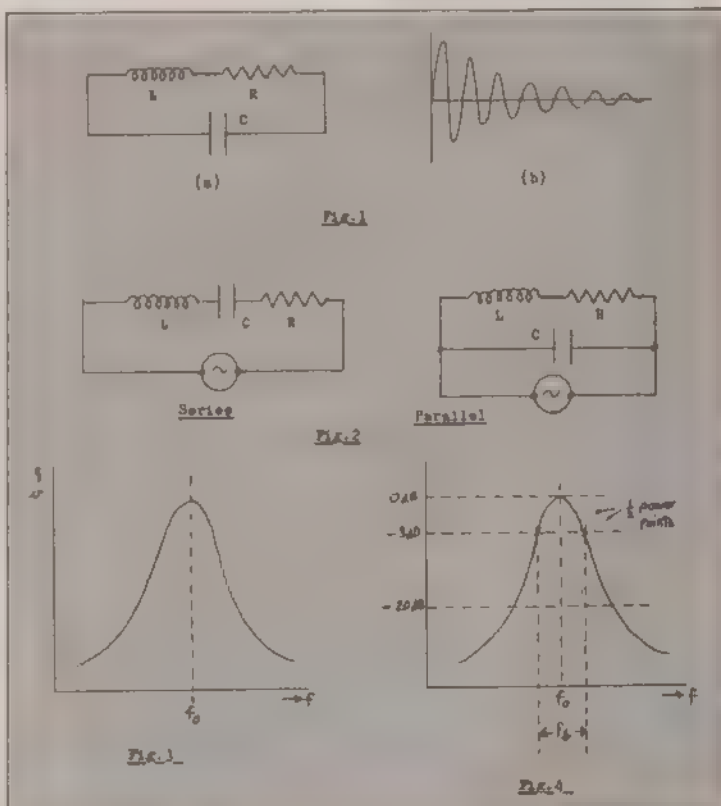 L R
C
(a) (b)
Fig.1
L C R
L R
C
Series Parallel
Fig.2
0dB
-3dB
½ power
points
-20dB
f₀ → f
f₀ → f
Fig.3
Fig.4